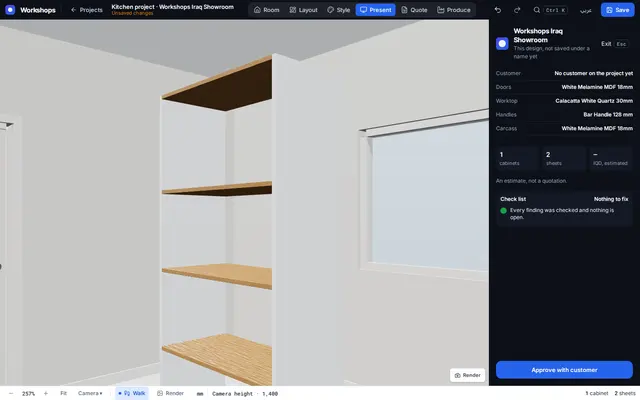 Workshops
Projects
Kitchen project · Workshops Iraq Showroom
Unsaved changes
Room
Layout
Style
Present
Quote
Produce
Ctrl K
عربي
Save
Workshops Iraq Showroom
This design, not saved under a name yet
Exit Esc
Customer No customer on the project yet
Doors White Melamine MDF 18mm
Worktop Calacatta White Quartz 30mm
Handles Bar Handle 128 mm
Carcass White Melamine MDF 18mm
1
cabinets
2
sheets
–
IQD, estimated
An estimate, not a quotation.
Check list Nothing to fix
Every finding was checked and nothing is open.
Render
Approve with customer
− 257% +
Fit
Camera
Walk
Render
Camera height · 1,400
1 cabinet 2 sheets